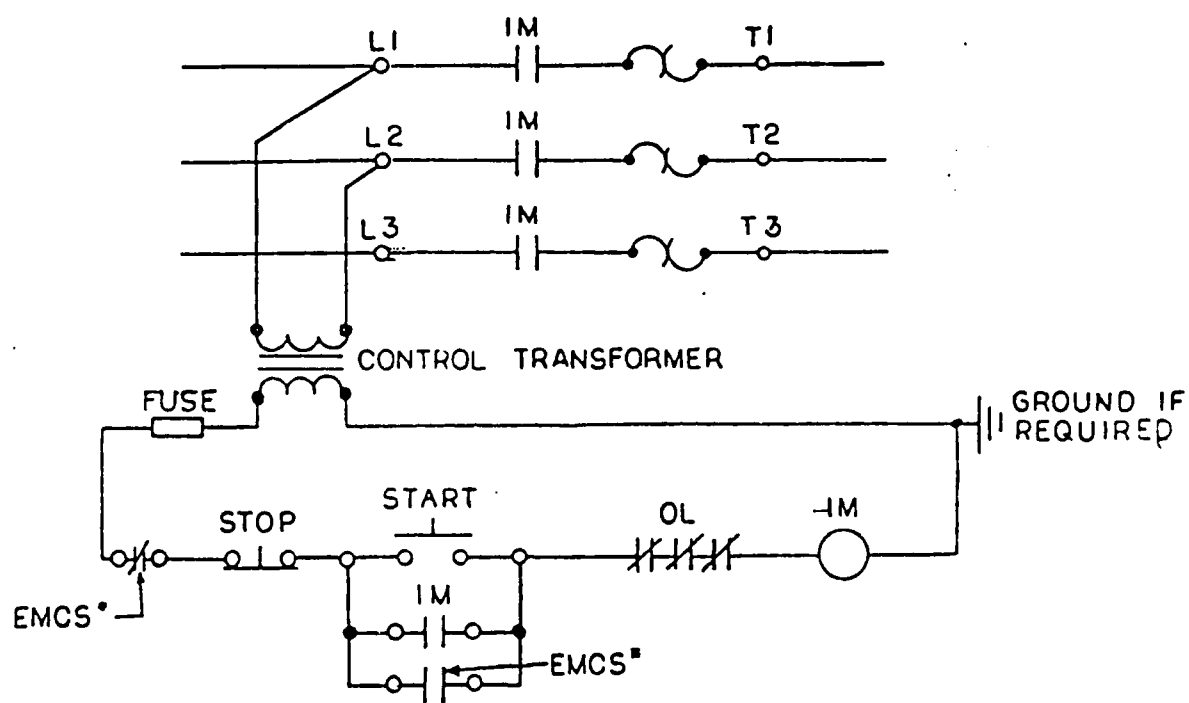 L1
1M
T1
L2
1M
T2
L3
1M
T3
CONTROL TRANSFORMER
FUSE
GROUND IF
REQUIRED
STOP
START
OL
1M
EMCS*
1M
EMCS*